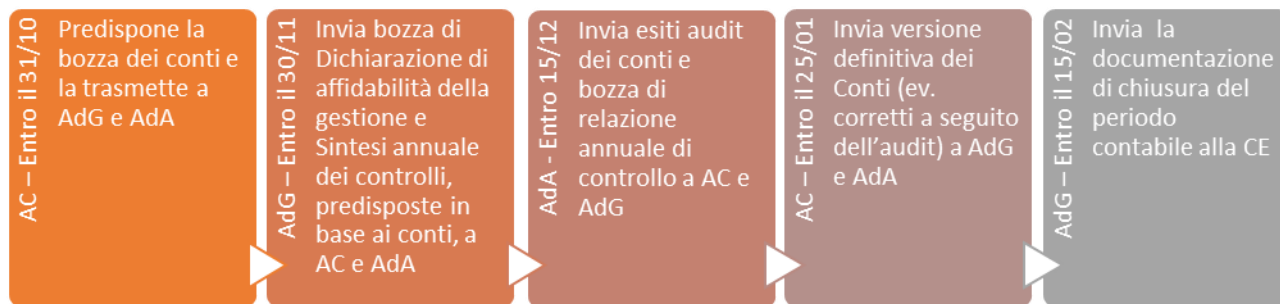 AC – Entro il 31/10
Predispone la
bozza dei conti e
la trasmette a
AdG e AdA
AdG – Entro il 30/11
Invia bozza di
Dichiarazione di
affidabilità della
gestione e
Sintesi annuale
dei controlli,
predisposte in
base ai conti, a
AC e AdA
AdA - Entro 15/12
Invia esiti audit
dei conti e
bozza di
relazione
annuale di
controllo a AC e
AdG
AC – Entro il 25/01
Invia versione
definitiva dei
Conti (ev.
corretti a seguito
dell'audit) a AdG
e AdA
AdG – Entro il 15/02
Invia la
documentazione
di chiusura del
periodo
contabile alla CE